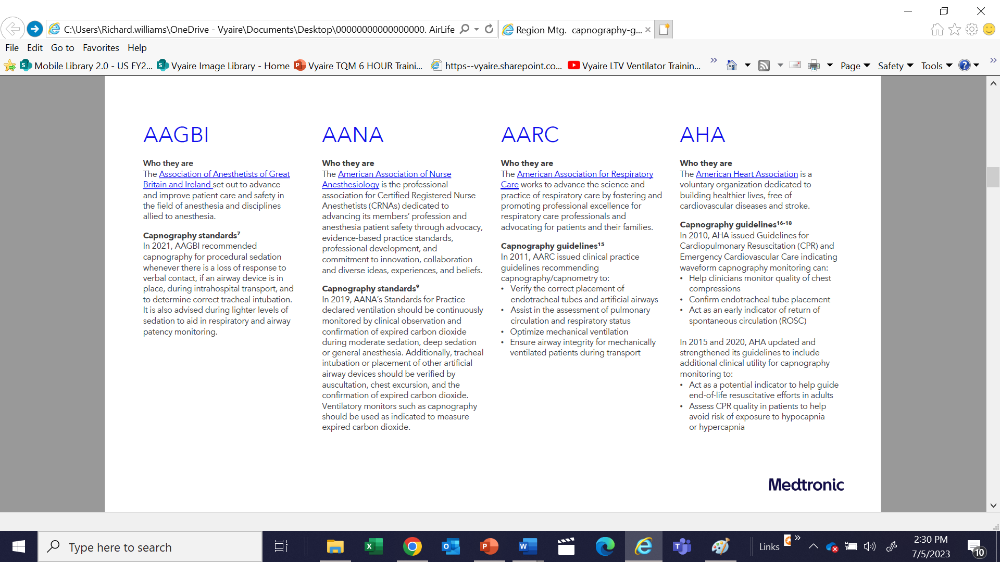 C:\Users\Richard.williams\OneDrive - Vyaire\Documents\Desktop\00000000000000000. AirLife
Region Mtg.  capnography-g...
File Edit Go to Favorites Help
Mobile Library 2.0 - US FY2...
Vyaire Image Library - Home
Vyaire TQM 6 HOUR Traini...
https--vyaire.sharepoint.co...
Vyaire LTV Ventilator Trainin...
Page
Safety
Tools
AAGBI
Who they are
The Association of Anesthetists of Great
Britain and Ireland set out to advance
and improve patient care and safety in
the field of anesthesia and disciplines
allied to anesthesia.
Capnography standards⁷
In 2021, AAGBI recommended
capnography for procedural sedation
whenever there is a loss of response to
verbal contact, if an airway device is in
place, during intrahospital transport, and
to determine correct tracheal intubation.
It is also advised during lighter levels of
sedation to aid in respiratory and airway
patency monitoring.
AANA
Who they are
The American Association of Nurse
Anesthesiology is the professional
association for Certified Registered Nurse
Anesthetists (CRNAs) dedicated to
advancing its members' profession and
anesthesia patient safety through advocacy,
evidence-based practice standards,
professional development, and
commitment to innovation, collaboration
and diverse ideas, experiences, and beliefs.
Capnography standards⁹
In 2019, AANA's Standards for Practice
declared ventilation should be continuously
monitored by clinical observation and
confirmation of expired carbon dioxide
during moderate sedation, deep sedation
or general anesthesia. Additionally, tracheal
intubation or placement of other artificial
airway devices should be verified by
auscultation, chest excursion, and the
confirmation of expired carbon dioxide.
Ventilatory monitors such as capnography
should be used as indicated to measure
expired carbon dioxide.
AARC
Who they are
The American Association for Respiratory
Care works to advance the science and
practice of respiratory care by fostering and
promoting professional excellence for
respiratory care professionals and
advocating for patients and their families.
Capnography guidelines¹⁵
In 2011, AARC issued clinical practice
guidelines recommending
capnography/capnometry to:
• Verify the correct placement of
endotracheal tubes and artificial airways
• Assist in the assessment of pulmonary
circulation and respiratory status
• Optimize mechanical ventilation
• Ensure airway integrity for mechanically
ventilated patients during transport
AHA
Who they are
The American Heart Association is a
voluntary organization dedicated to
building healthier lives, free of
cardiovascular diseases and stroke.
Capnography guidelines¹⁶⁻¹⁸
In 2010, AHA issued Guidelines for
Cardiopulmonary Resuscitation (CPR) and
Emergency Cardiovascular Care indicating
waveform capnography monitoring can:
• Help clinicians monitor quality of chest
compressions
• Confirm endotracheal tube placement
• Act as an early indicator of return of
spontaneous circulation (ROSC)
In 2015 and 2020, AHA updated and
strengthened its guidelines to include
additional clinical utility for capnography
monitoring to:
• Act as a potential indicator to help guide
end-of-life resuscitative efforts in adults
• Assess CPR quality in patients to help
avoid risk of exposure to hypocapnia
or hypercapnia
Medtronic
Type here to search
Links
2:30 PM
7/5/2023
10